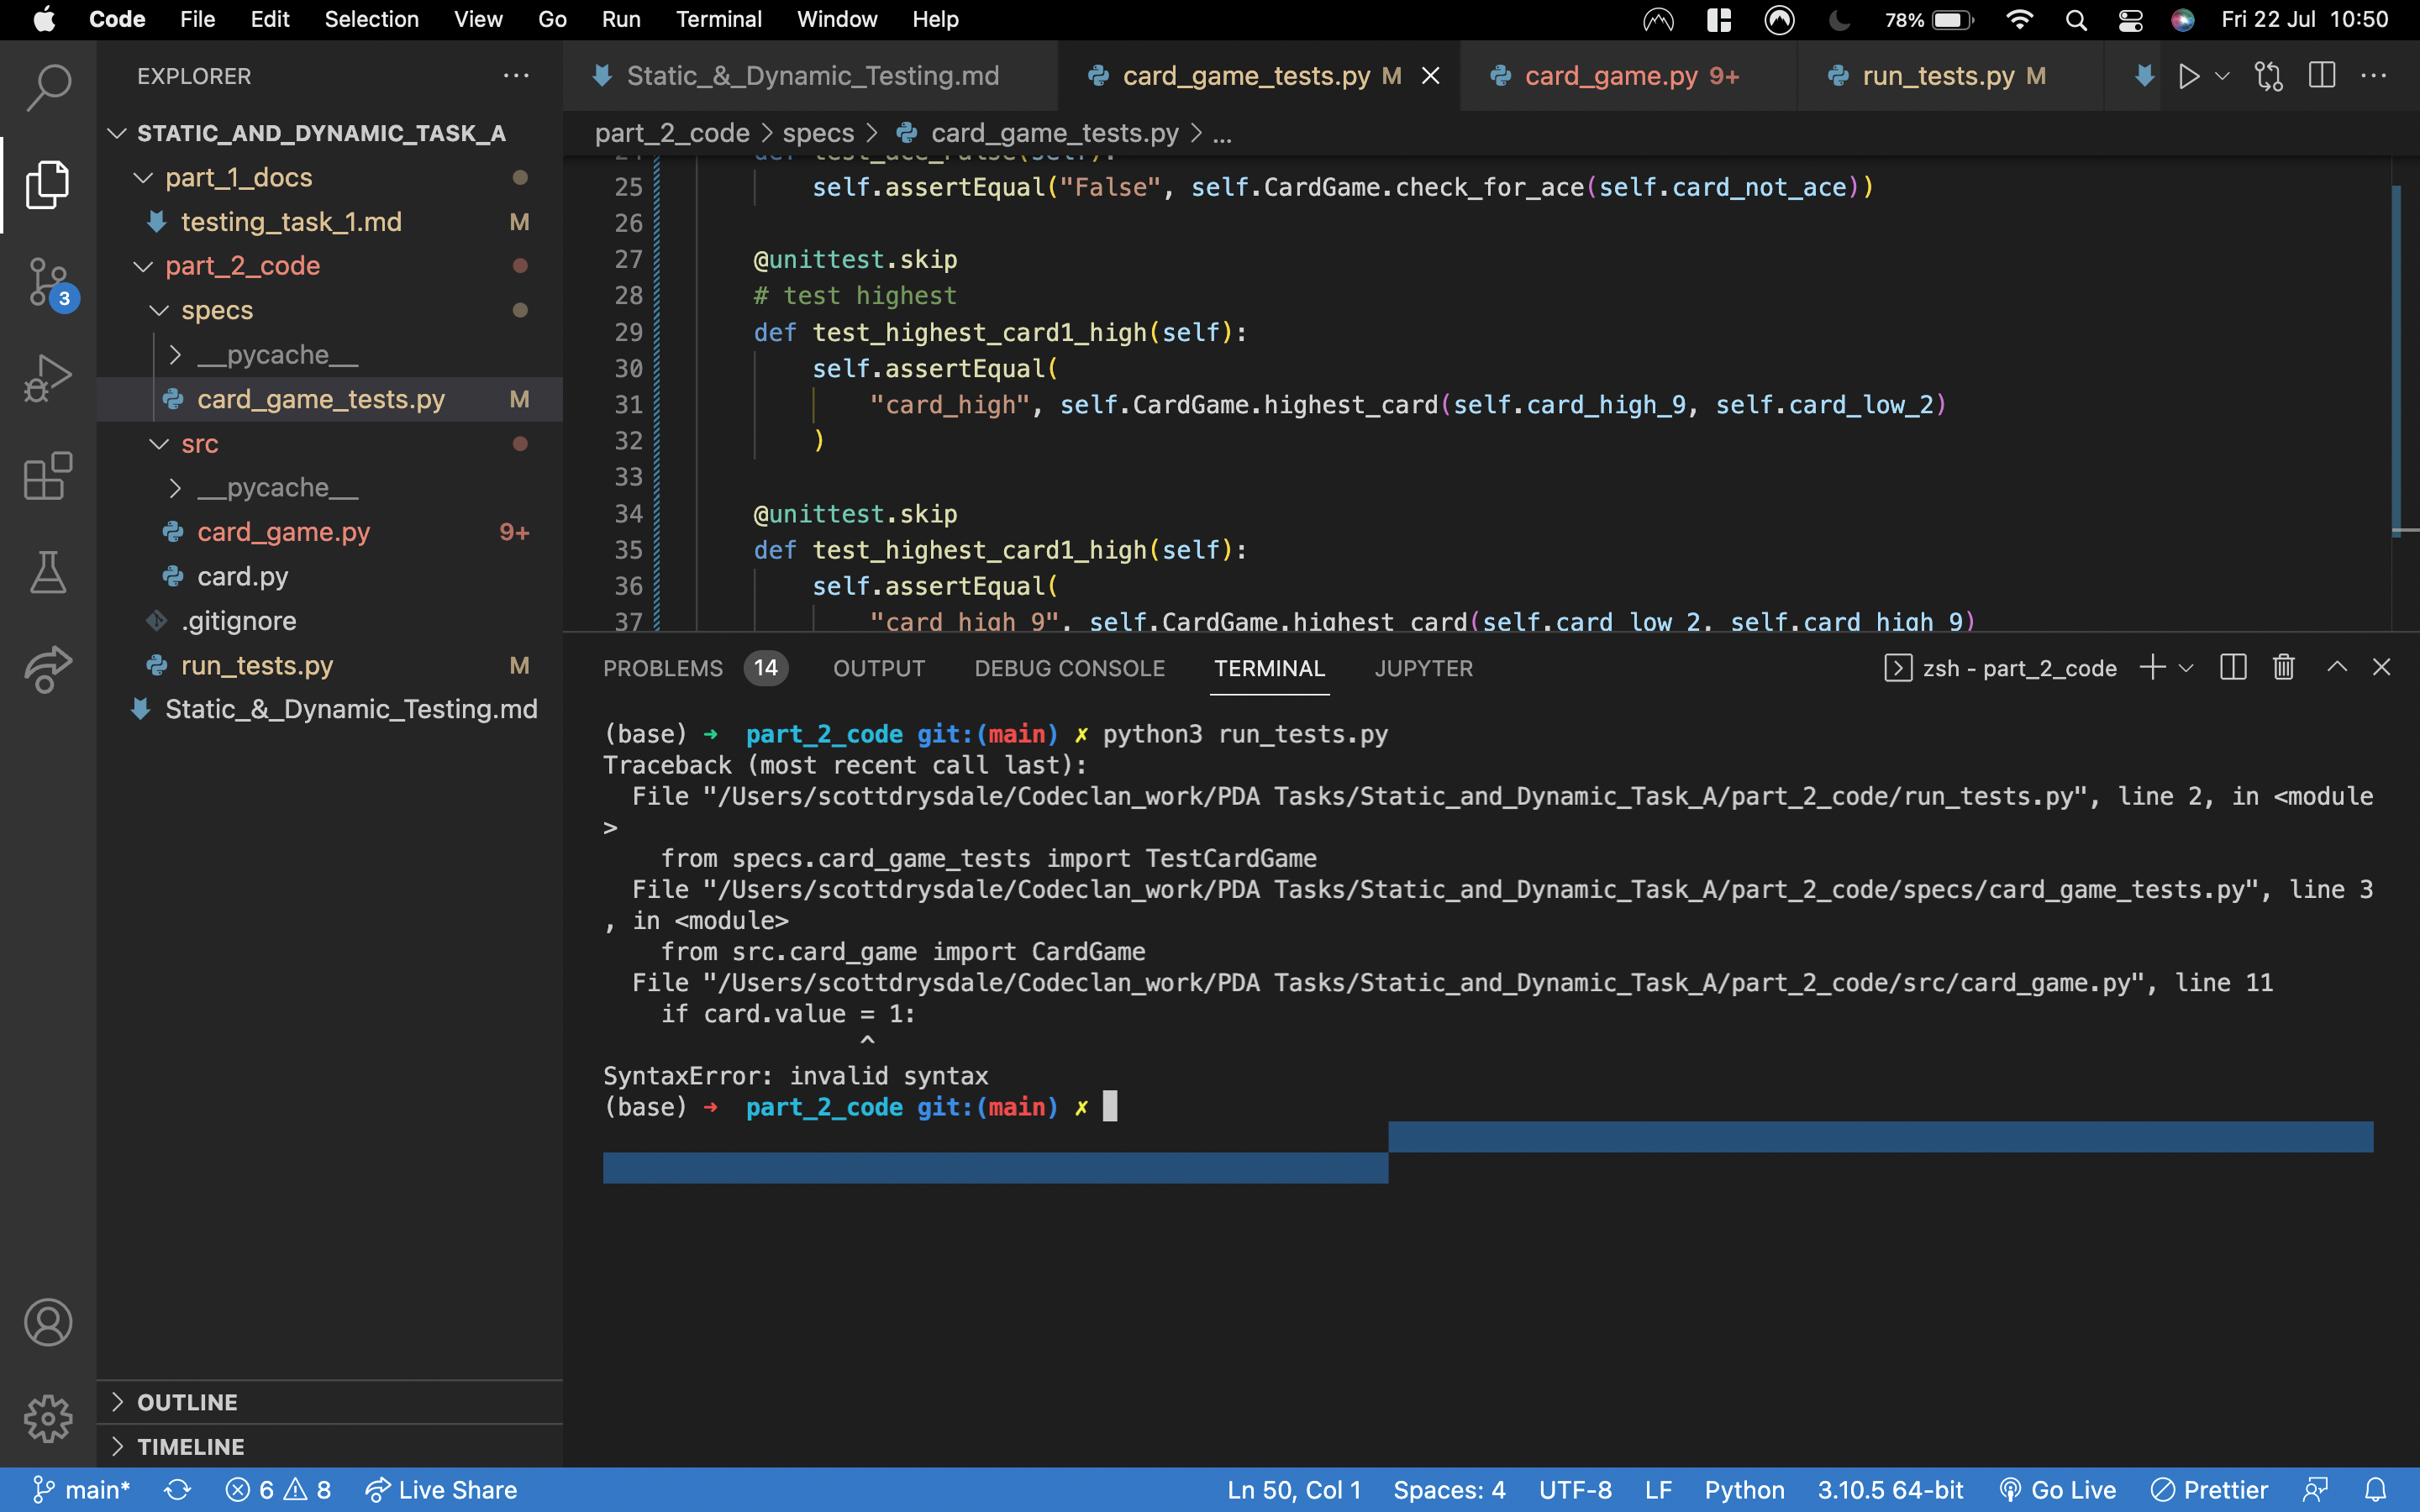 Code File Edit Selection View Go Run Terminal Window Help 78% Fri 22 Jul 10:50
EXPLORER
STATIC_AND_DYNAMIC_TASK_A
part_1_docs
testing_task_1.md M
part_2_code
specs
__pycache__
card_game_tests.py M
src
__pycache__
card_game.py 9+
card.py
.gitignore
run_tests.py M
Static_&_Dynamic_Testing.md
3
OUTLINE
TIMELINE
Static_&_Dynamic_Testing.md card_game_tests.py M card_game.py 9+ run_tests.py M
part_2_code > specs > card_game_tests.py > ...
25 self.assertEqual("False", self.CardGame.check_for_ace(self.card_not_ace))
26
27 @unittest.skip
28 # test highest
29 def test_highest_card1_high(self):
30 self.assertEqual(
31 "card_high", self.CardGame.highest_card(self.card_high_9, self.card_low_2)
32 )
33
34 @unittest.skip
35 def test_highest_card1_high(self):
36 self.assertEqual(
37 "card_high_9", self.CardGame.highest_card(self.card_low_2, self.card_high_9)
PROBLEMS 14 OUTPUT DEBUG CONSOLE TERMINAL JUPYTER zsh - part_2_code
(base) ➜ part_2_code git:(main) ✗ python3 run_tests.py
Traceback (most recent call last):
File "/Users/scottdrysdale/Codeclan_work/PDA Tasks/Static_and_Dynamic_Task_A/part_2_code/run_tests.py", line 2, in <module
>
from specs.card_game_tests import TestCardGame
File "/Users/scottdrysdale/Codeclan_work/PDA Tasks/Static_and_Dynamic_Task_A/part_2_code/specs/card_game_tests.py", line 3
, in <module>
from src.card_game import CardGame
File "/Users/scottdrysdale/Codeclan_work/PDA Tasks/Static_and_Dynamic_Task_A/part_2_code/src/card_game.py", line 11
if card.value = 1:
^
SyntaxError: invalid syntax
(base) ➜ part_2_code git:(main) ✗
main* 6 8 Live Share Ln 50, Col 1 Spaces: 4 UTF-8 LF Python 3.10.5 64-bit Go Live Prettier